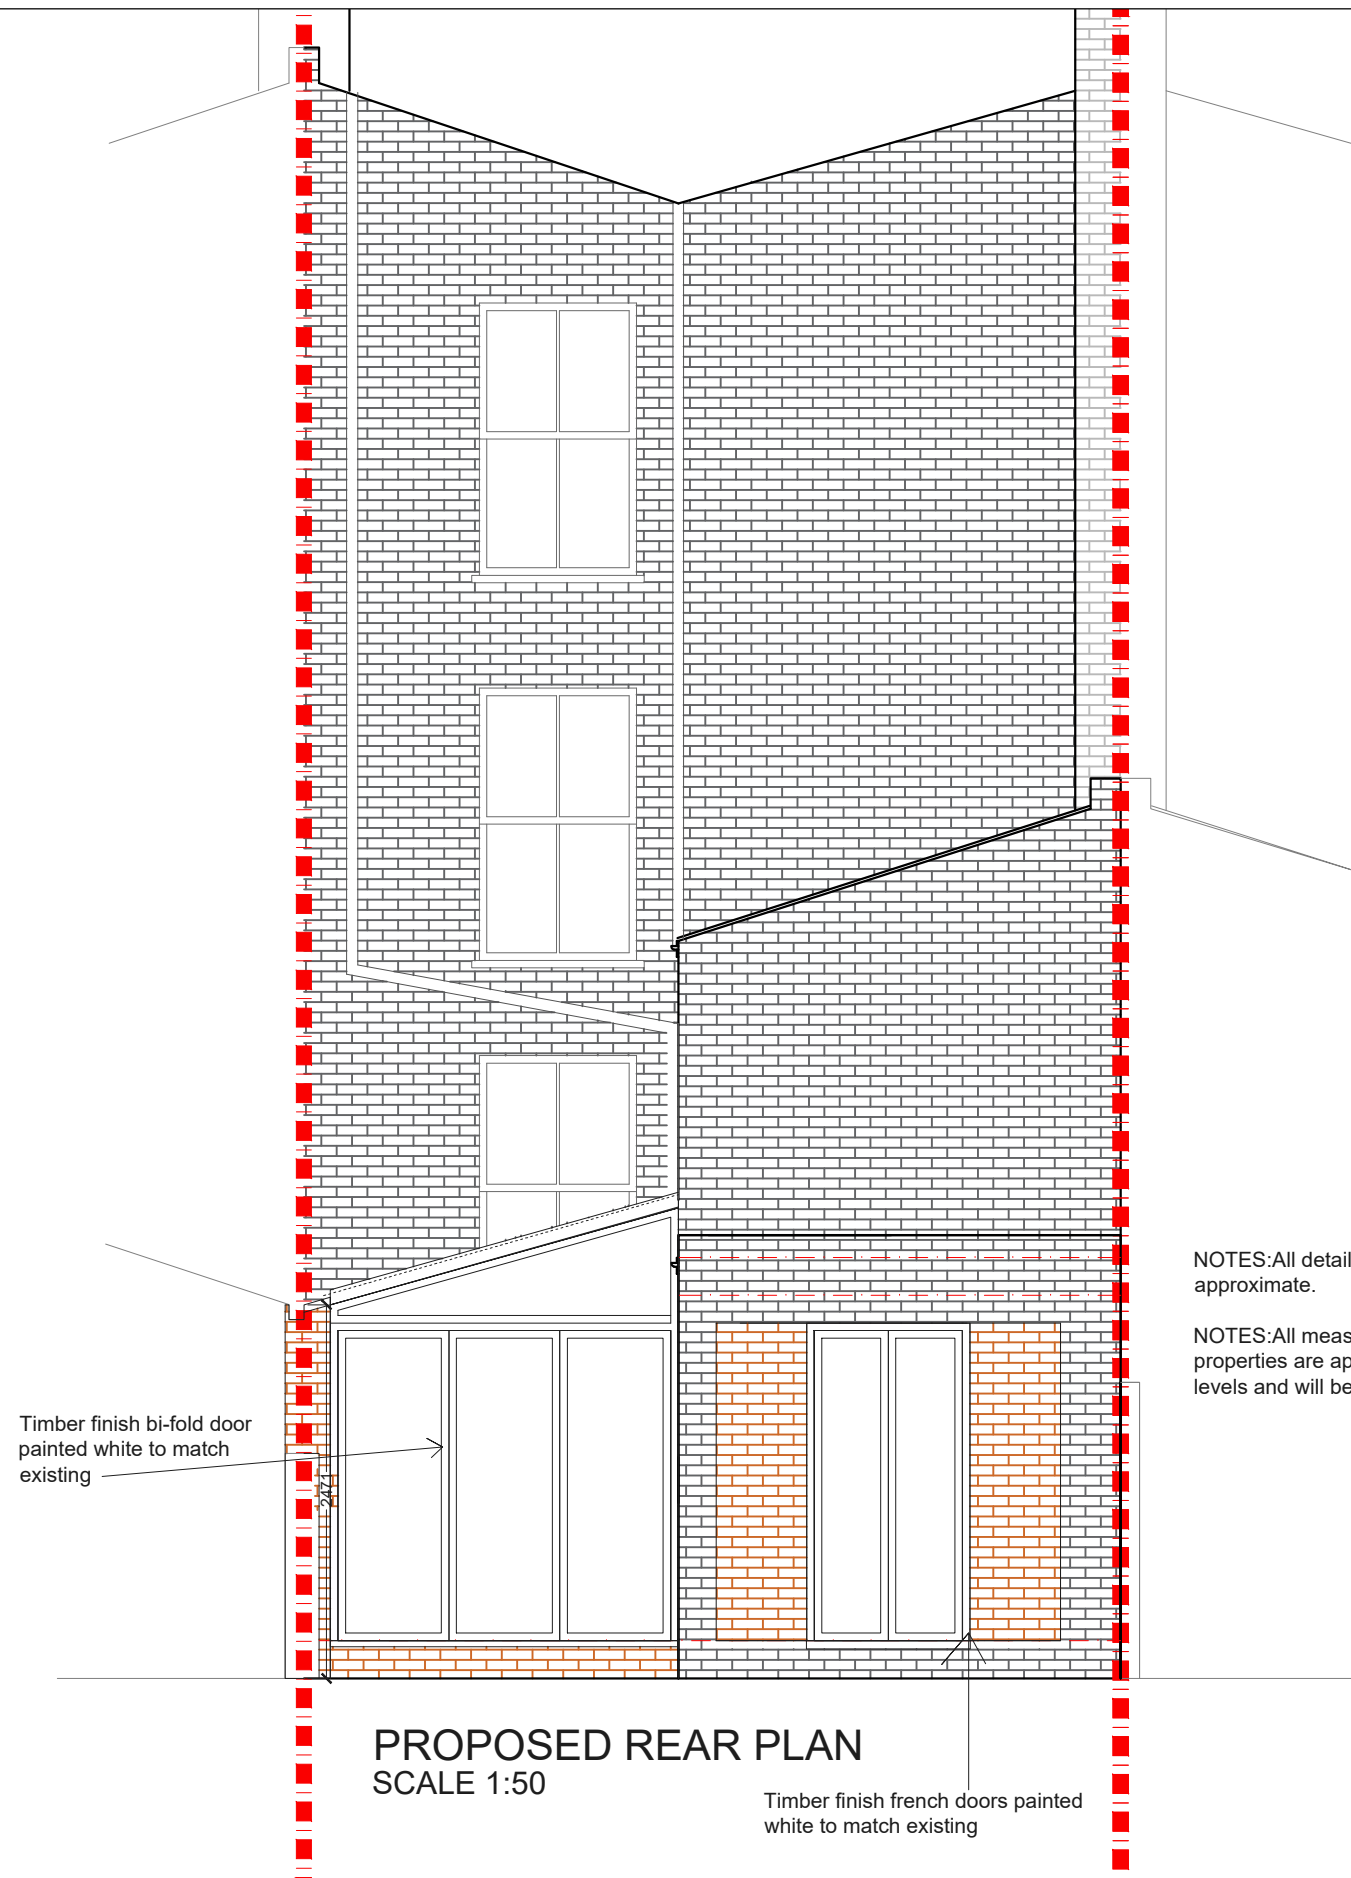 NOTES:All detail
approximate.
NOTES:All meas
properties are ap
levels and will be
Timber finish bi-fold door
painted white to match
existing
2471
PROPOSED REAR PLAN
SCALE 1:50
Timber finish french doors painted
white to match existing